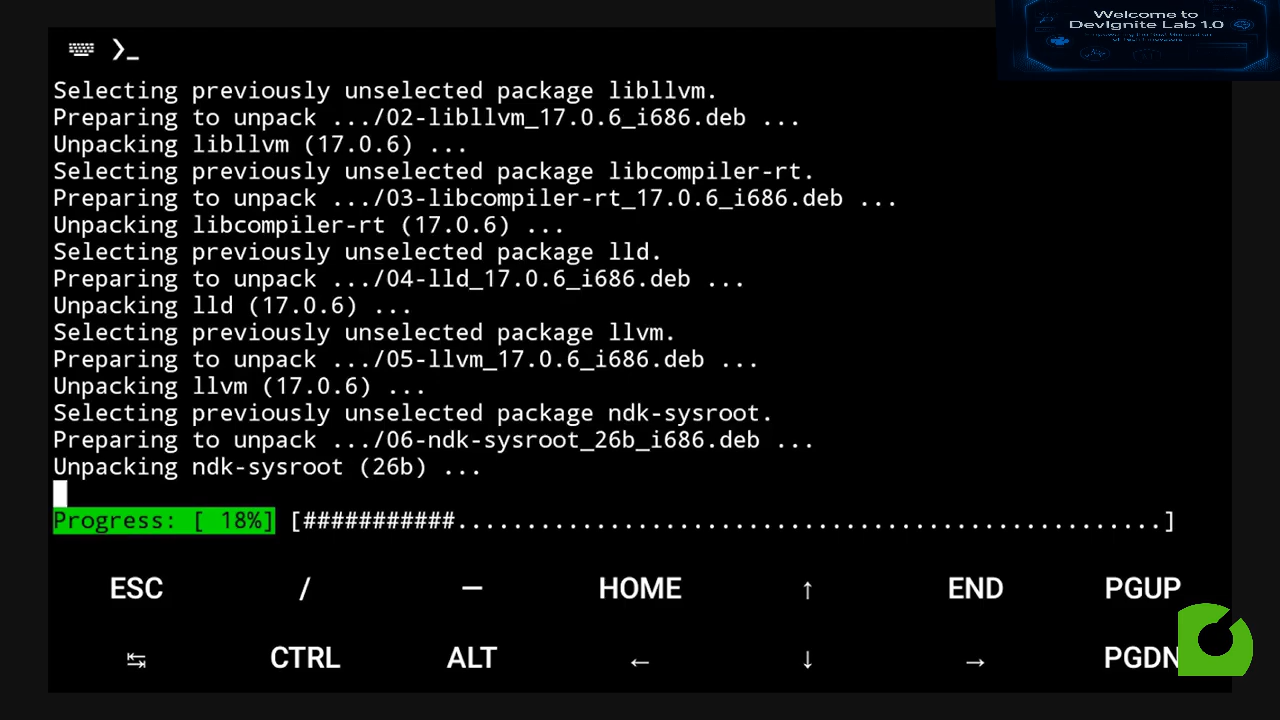 Welcome to
DevIgnite Lab 1.0
of Tech Innovators
❯_
Selecting previously unselected package libllvm.
Preparing to unpack .../02-libllvm_17.0.6_i686.deb ...
Unpacking libllvm (17.0.6) ...
Selecting previously unselected package libcompiler-rt.
Preparing to unpack .../03-libcompiler-rt_17.0.6_i686.deb ...
Unpacking libcompiler-rt (17.0.6) ...
Selecting previously unselected package lld.
Preparing to unpack .../04-lld_17.0.6_i686.deb ...
Unpacking lld (17.0.6) ...
Selecting previously unselected package llvm.
Preparing to unpack .../05-llvm_17.0.6_i686.deb ...
Unpacking llvm (17.0.6) ...
Selecting previously unselected package ndk-sysroot.
Preparing to unpack .../06-ndk-sysroot_26b_i686.deb ...
Unpacking ndk-sysroot (26b) ...
Progress: [ 18%] [###########...................................................]
ESC / — HOME ↑ END PGUP
↹ CTRL ALT ← ↓ → PGDN